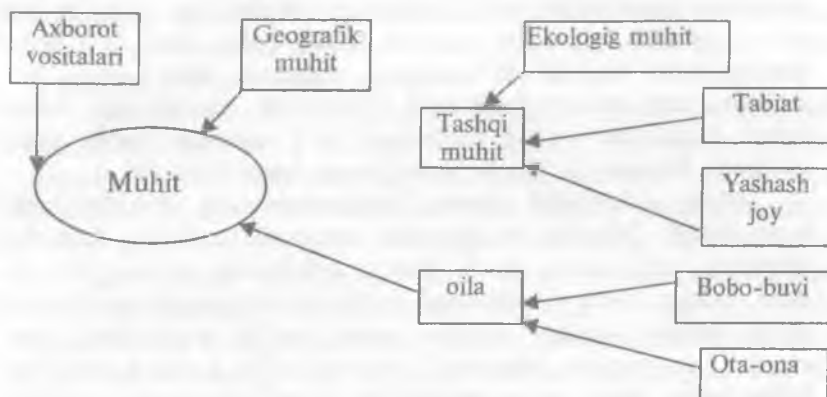 Axborot
vositalari
Geografik
muhit
Ekologig muhit
Tashqi
muhit
Tabiat
Muhit
Yashash
joy
oila
Bobo-buvi
Ota-ona